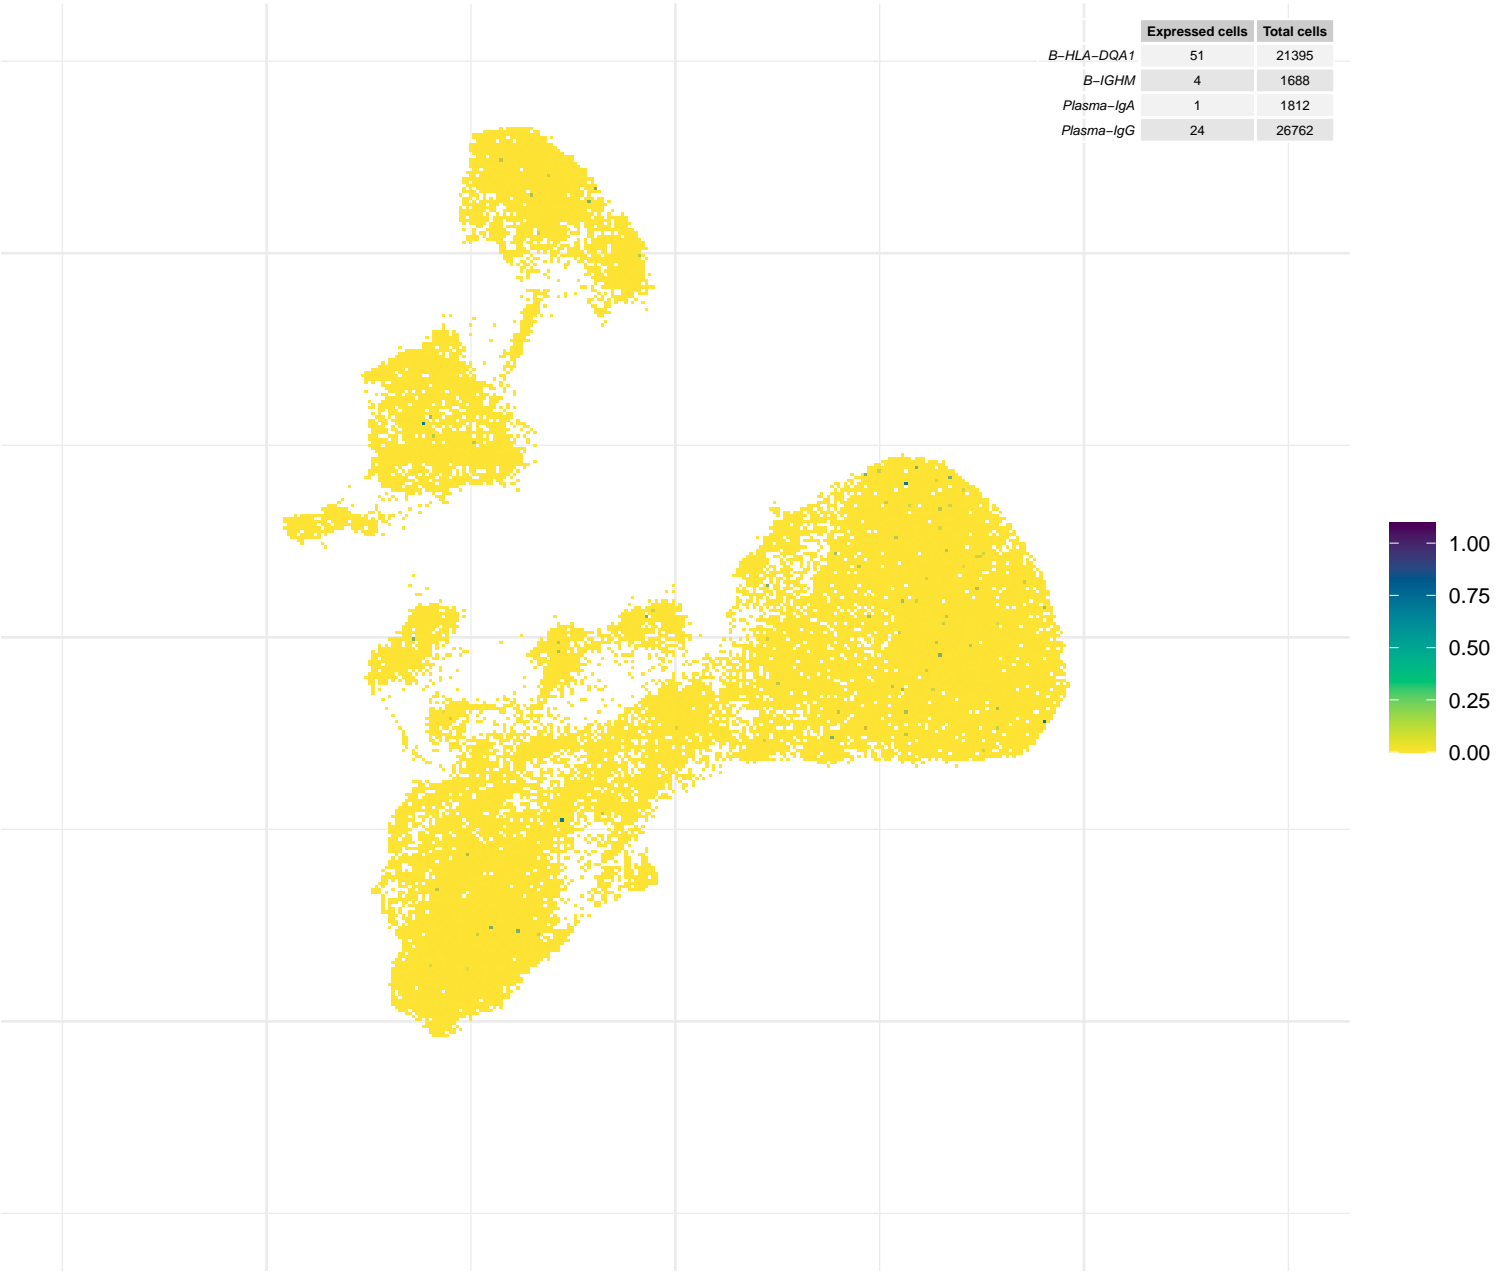 Expressed cells Total cells
B−HLA−DQA1 51 21395
B−IGHM 4 1688
Plasma−IgA 1 1812
Plasma−IgG 24 26762
1.00
0.75
0.50
0.25
0.00